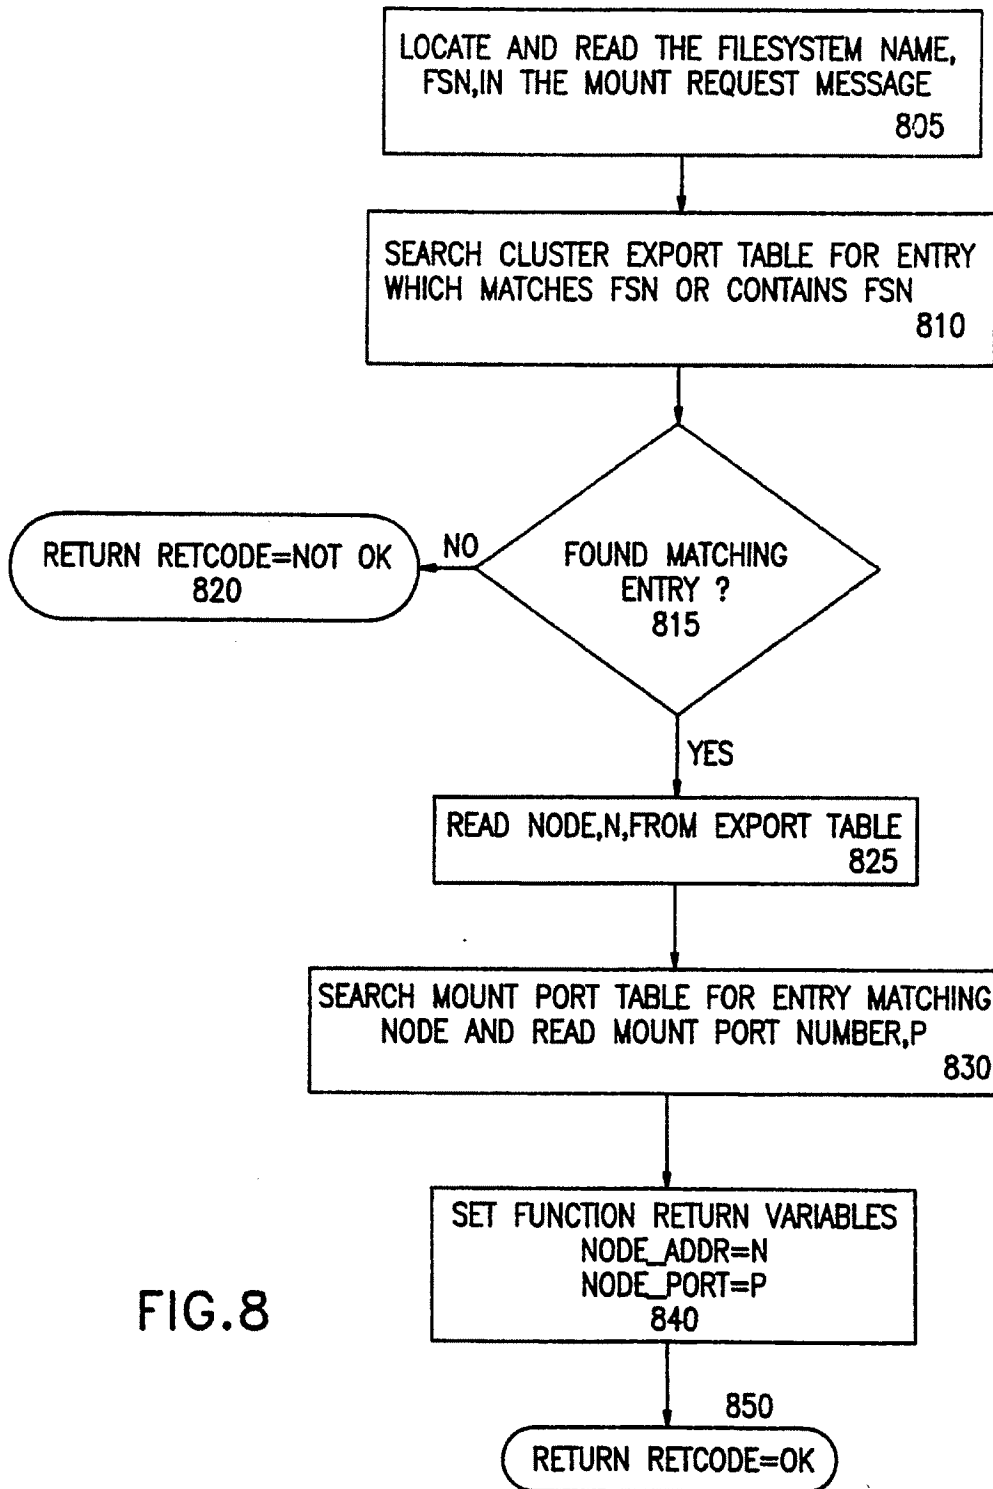 LOCATE AND READ THE FILESYSTEM NAME,
FSN,IN THE MOUNT REQUEST MESSAGE
805
SEARCH CLUSTER EXPORT TABLE FOR ENTRY
WHICH MATCHES FSN OR CONTAINS FSN
810
FOUND MATCHING
ENTRY ?
815
NO
RETURN RETCODE=NOT OK
820
YES
READ NODE,N,FROM EXPORT TABLE
825
SEARCH MOUNT PORT TABLE FOR ENTRY MATCHING
NODE AND READ MOUNT PORT NUMBER,P
830
SET FUNCTION RETURN VARIABLES
NODE_ADDR=N
NODE_PORT=P
840
FIG.8
850
RETURN RETCODE=OK